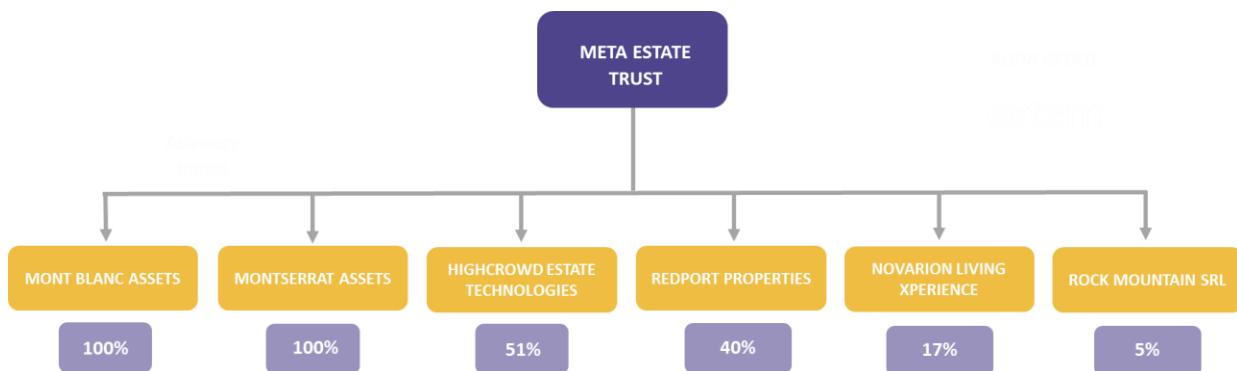 META ESTATE
TRUST
MONT BLANC ASSETS
MONTSERRAT ASSETS
HIGHCROWD ESTATE
TECHNOLOGIES
REDPORT PROPERTIES
NOVARION LIVING
XPERIENCE
ROCK MOUNTAIN SRL
100%
100%
51%
40%
17%
5%